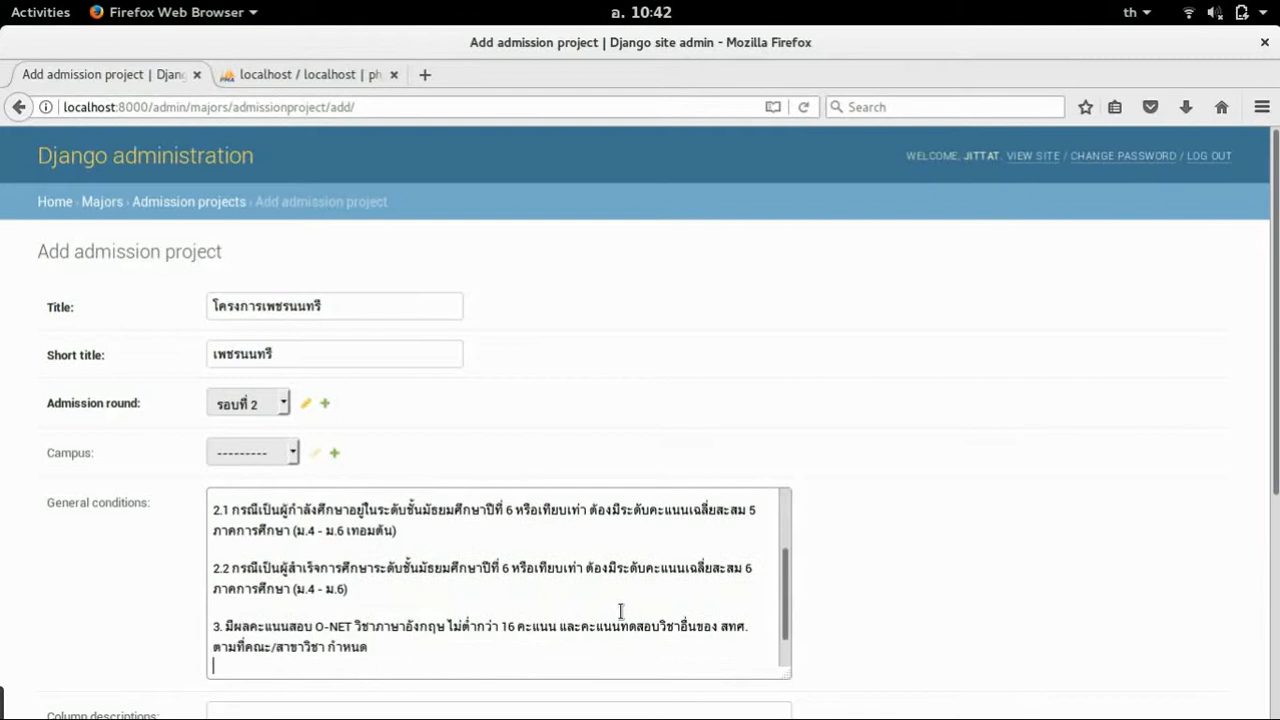 Activities Firefox Web Browser อ. 10:42 th
Add admission project | Django site admin - Mozilla Firefox
Add admission project | Djang localhost / localhost | ph
localhost:8000/admin/majors/admissionproject/add/ Search
Django administration WELCOME, JITTAT. VIEW SITE / CHANGE PASSWORD / LOG OUT
Home › Majors › Admission projects › Add admission project
Add admission project
Title: โครงการเพชรนนทรี
Short title: เพชรนนทรี
Admission round: รอบที่ 2
Campus: ---------
General conditions:
2.1 กรณีเป็นผู้กำลังศึกษาอยู่ในระดับชั้นมัธยมศึกษาปีที่ 6 หรือเทียบเท่า ต้องมีระดับคะแนนเฉลี่ยสะสม 5
ภาคการศึกษา (ม.4 - ม.6 เทอมต้น)
2.2 กรณีเป็นผู้สำเร็จการศึกษาระดับชั้นมัธยมศึกษาปีที่ 6 หรือเทียบเท่า ต้องมีระดับคะแนนเฉลี่ยสะสม 6
ภาคการศึกษา (ม.4 - ม.6)
3. มีผลคะแนนสอบ O-NET วิชาภาษาอังกฤษ ไม่ต่ำกว่า 16 คะแนน และคะแนนทดสอบวิชาอื่นของ สทศ.
ตามที่คณะ/สาขาวิชา กำหนด
Column descriptions: